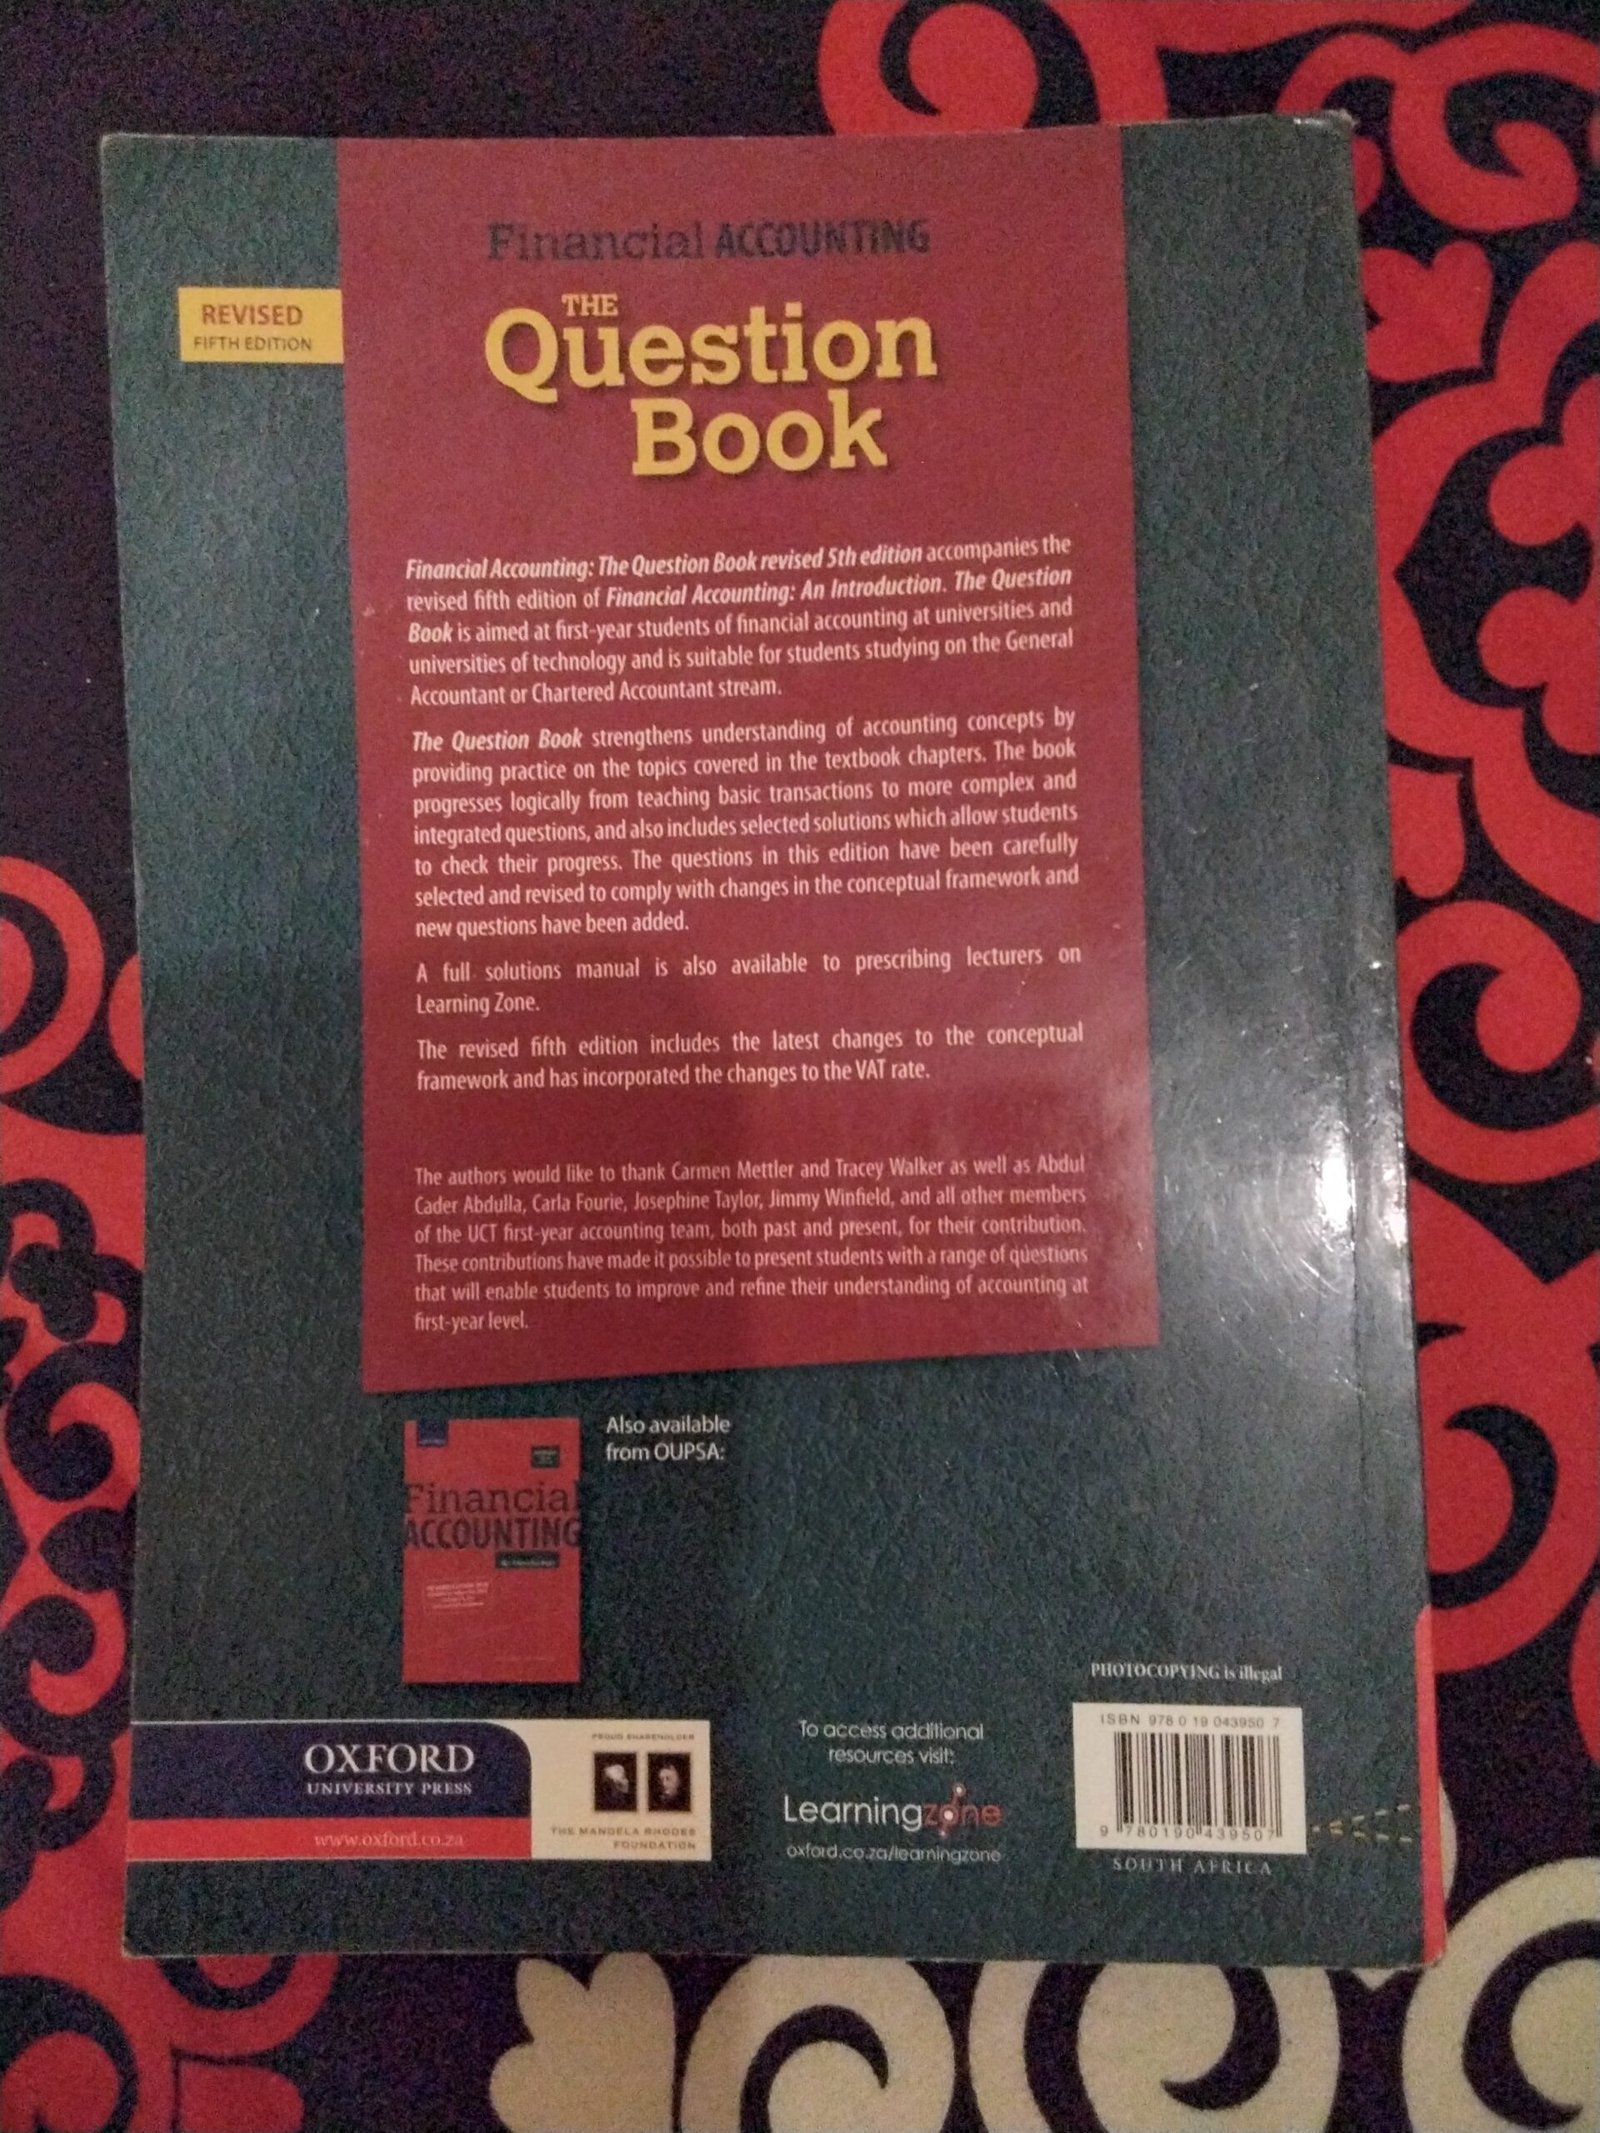 Financial ACCOUNTING
REVISED
FIFTH EDITION
THE
Question
Book
Financial Accounting: The Question Book revised 5th edition accompanies the
revised fifth edition of Financial Accounting: An Introduction. The Question
Book is aimed at first-year students of financial accounting at universities and
universities of technology and is suitable for students studying on the General
Accountant or Chartered Accountant stream.
The Question Book strengthens understanding of accounting concepts by
providing practice on the topics covered in the textbook chapters. The book
progresses logically from teaching basic transactions to more complex and
integrated questions, and also includes selected solutions which allow students
to check their progress. The questions in this edition have been carefully
selected and revised to comply with changes in the conceptual framework and
new questions have been added.
A full solutions manual is also available to prescribing lecturers on
Learning Zone.
The revised fifth edition includes the latest changes to the conceptual
framework and has incorporated the changes to the VAT rate.
The authors would like to thank Carmen Mettler and Tracey Walker as well as Abdul
Cader Abdulla, Carla Fourie, Josephine Taylor, Jimmy Winfield, and all other members
of the UCT first-year accounting team, both past and present, for their contribution.
These contributions have made it possible to present students with a range of questions
that will enable students to improve and refine their understanding of accounting at
first-year level.
Also available
from OUPSA:
Financial
ACCOUNTING
PHOTOCOPYING is illegal
ISBN 978 0 19 043950 7
9 780190 439507
SOUTH AFRICA
OXFORD
UNIVERSITY PRESS
www.oxford.co.za
PROUD SHAREHOLDER
THE MANDELA RHODES
FOUNDATION
To access additional
resources visit:
Learningzone
oxford.co.za/learningzone